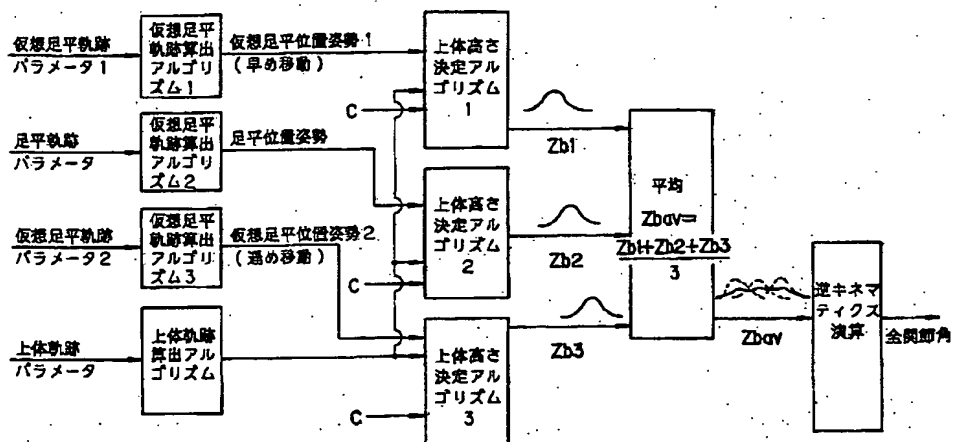 仮想足平軌跡
パラメータ1
仮想足平
軌跡算出
アルゴリ
ズム1
仮想足平位置姿勢1
(早め移動)
上体高さ
決定アル
ゴリズム
1
C
Zb1
足平軌跡
パラメータ
仮想足平
軌跡算出
アルゴリ
ズム2
足平位置姿勢
上体高さ
決定アル
ゴリズム
2
C
Zb2
仮想足平軌跡
パラメータ2
仮想足平
軌跡算出
アルゴリ
ズム3
仮想足平位置姿勢2
(遅め移動)
上体軌跡
パラメータ
上体軌跡
算出アル
ゴリズム
上体高さ
決定アル
ゴリズム
3
C
Zb3
平均
Zbav=
Zb1+Zb2+Zb3
3
Zbav
逆キネマ
ティクス
演算
全関節角